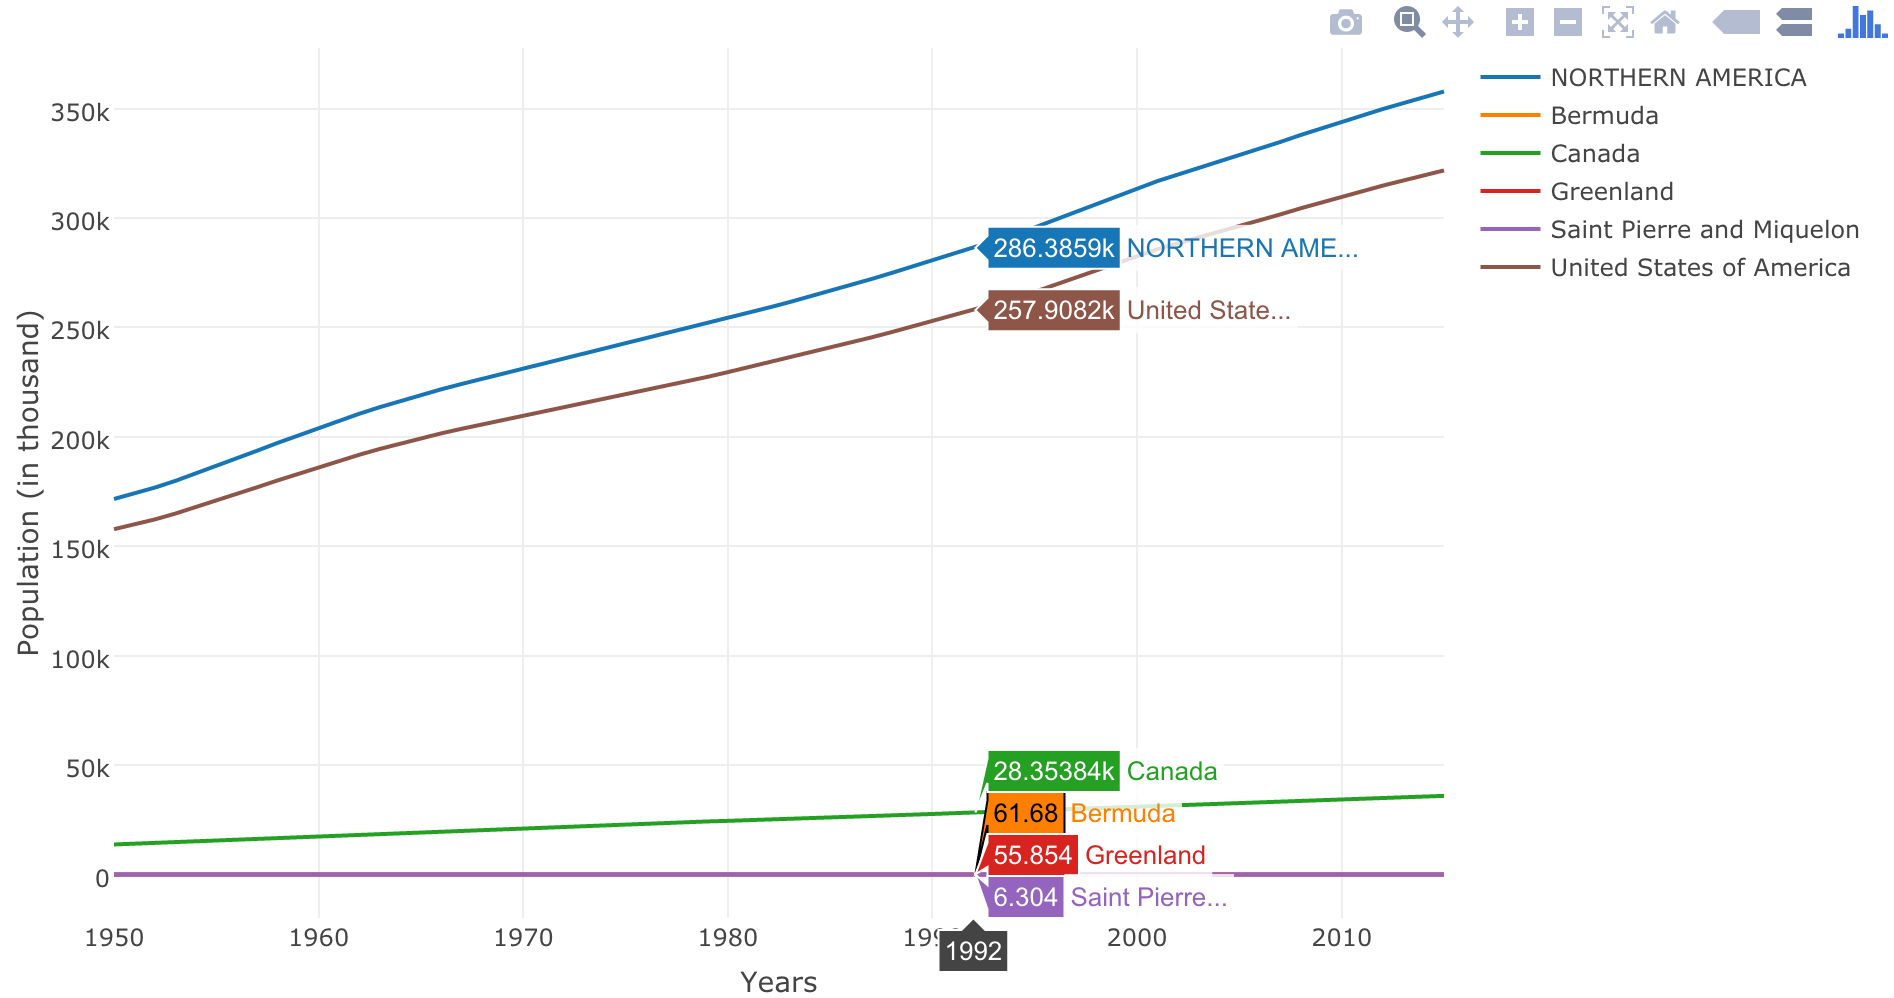 NORTHERN AMERICA
Bermuda
Canada
Greenland
Saint Pierre and Miquelon
United States of America
Population (in thousand)
350k
300k
250k
200k
150k
100k
50k
0
286.3859k NORTHERN AME...
257.9082k United State...
28.35384k Canada
61.68 Bermuda
55.854 Greenland
6.304 Saint Pierre...
1950 1960 1970 1980 199 2000 2010
1992
Years